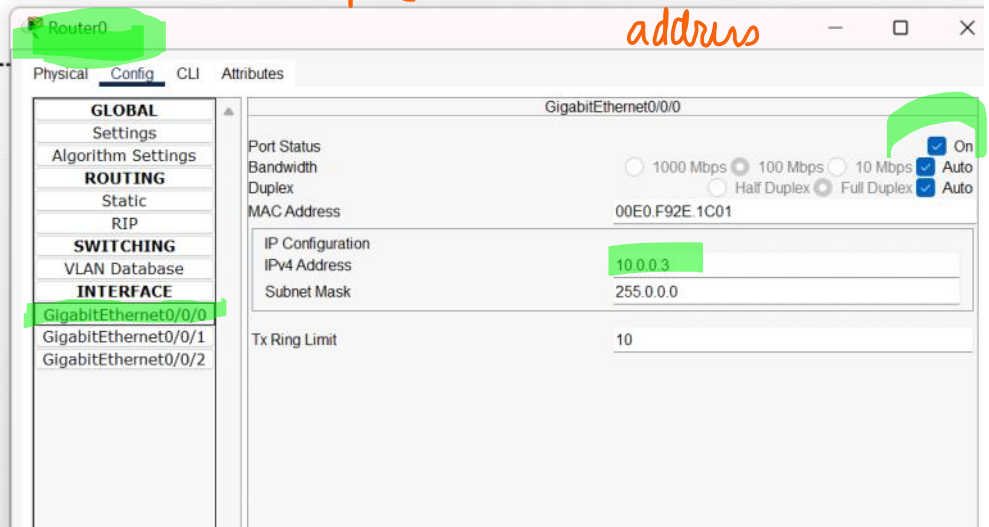 Router0
address
Physical Config CLI Attributes
GLOBAL
Settings
Algorithm Settings
ROUTING
Static
RIP
SWITCHING
VLAN Database
INTERFACE
GigabitEthernet0/0/0
GigabitEthernet0/0/1
GigabitEthernet0/0/2
GigabitEthernet0/0/0
Port Status On
Bandwidth 1000 Mbps 100 Mbps 10 Mbps Auto
Duplex Half Duplex Full Duplex Auto
MAC Address 00E0.F92E.1C01
IP Configuration
IPv4 Address 10.0.0.3
Subnet Mask 255.0.0.0
Tx Ring Limit 10